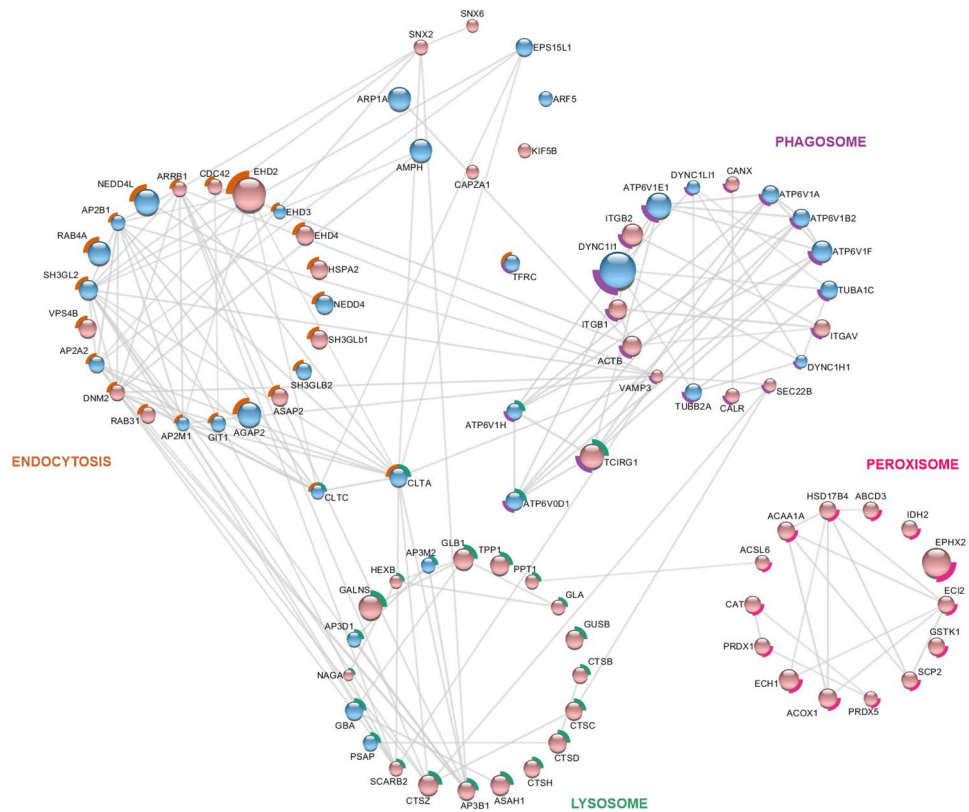 SNX6
SNX2
EPS15L1
ARP1A
ARF5
AMPH
KIF5B
CAPZA1
PHAGOSOME
NEDD4L
ARRB1
CDC42
EHD2
AP2B1
EHD3
RAB4A
EHD4
SH3GL2
HSPA2
VPS4B
NEDD4
AP2A2
SH3GLb1
DNM2
SH3GLB2
RAB31
ASAP2
AP2M1
GIT1
AGAP2
ENDOCYTOSIS
CLTC
CLTA
TFRC
ATP6V1E1
DYNC1LI1
CANX
ATP6V1A
ITGB2
ATP6V1B2
DYNC1I1
ATP6V1F
TUBA1C
ITGB1
ITGAV
ACTB
DYNC1H1
VAMP3
SEC22B
TUBB2A
CALR
ATP6V1H
TCIRG1
ATP6V0D1
PEROXISOME
HSD17B4
ABCD3
ACAA1A
IDH2
ACSL6
EPHX2
CAT
ECI2
PRDX1
GSTK1
ECH1
SCP2
ACOX1
PRDX5
AP3M2
GLB1
TPP1
HEXB
PPT1
GALNS
GLA
AP3D1
GUSB
NAGA
CTSB
GBA
CTSC
PSAP
CTSD
SCARB2
CTSH
CTSZ
AP3B1
ASAH1
LYSOSOME